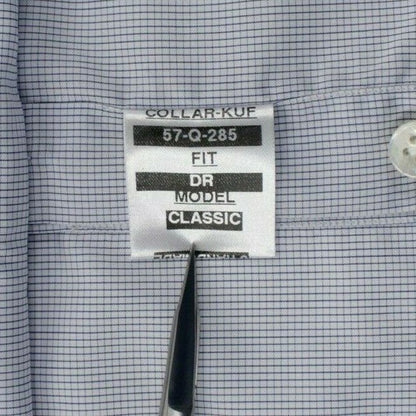 COLLAR-KUF
57-Q-285
FIT
DR
MODEL
CLASSIC